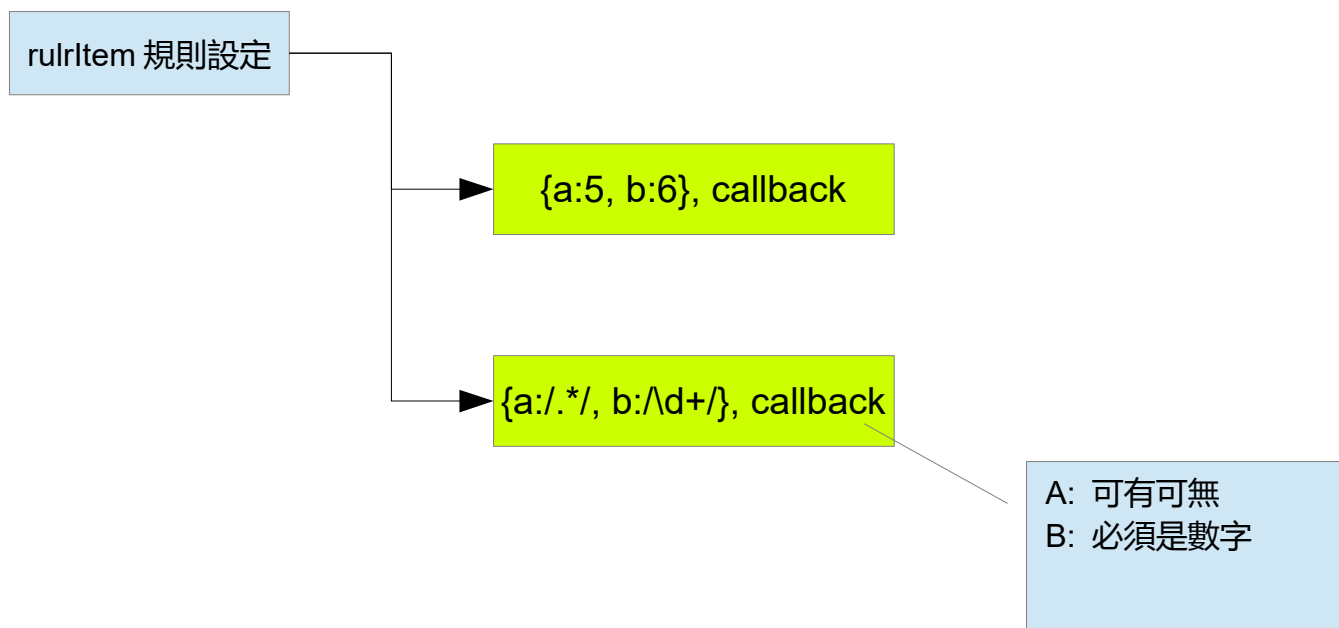 rulrItem 規則設定
{a:5, b:6}, callback
{a:/.*/, b:/\d+/}, callback
A: 可有可無
B: 必須是數字